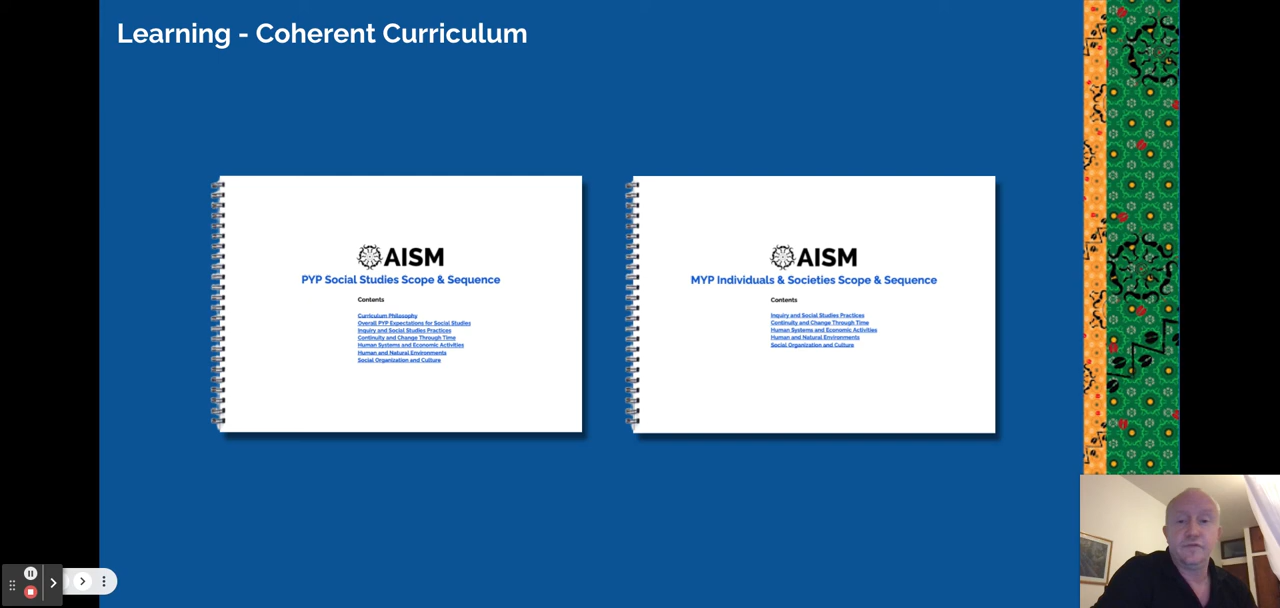 Learning - Coherent Curriculum
AISM
PYP Social Studies Scope & Sequence
Contents
Curriculum Philosophy
Overall PYP Expectations for Social Studies
Inquiry and Social Studies Practices
Continuity and Change Through Time
Human Systems and Economic Activities
Human and Natural Environments
Social Organization and Culture
AISM
MYP Individuals & Societies Scope & Sequence
Contents
Inquiry and Social Studies Practices
Continuity and Change Through Time
Human Systems and Economic Activities
Human and Natural Environments
Social Organization and Culture